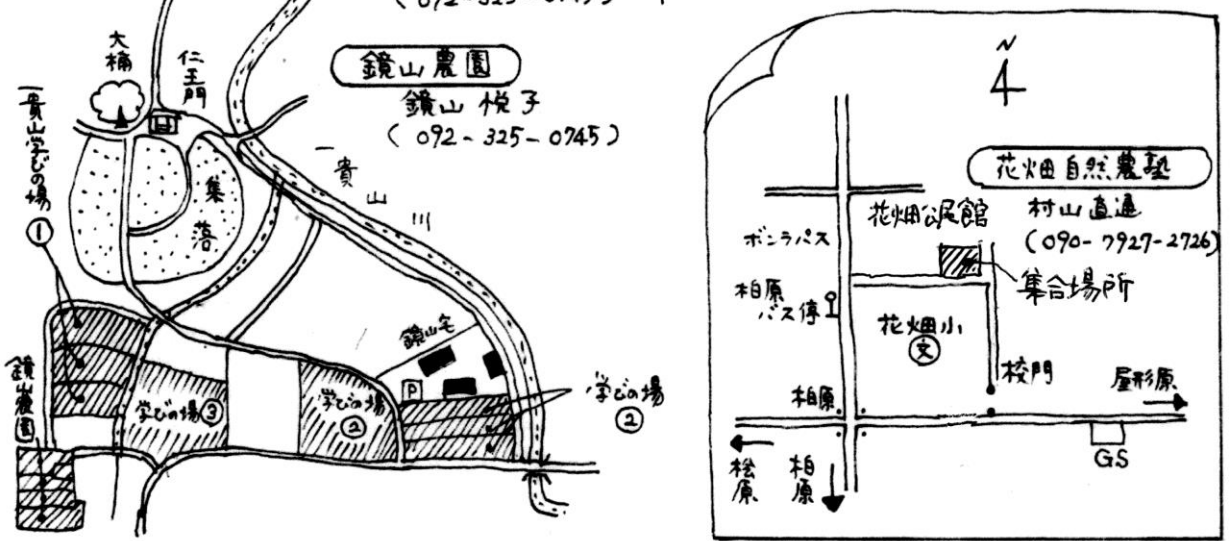 鏡山農園
鏡山 悦子
(092-325-0745)
大楠
仁王門
一貴山学びの場
①
集落
一貴山川
鏡山宅
P
学びの場③
学びの場
②
学びの場
②
鏡山農園
N
花畑自然農塾
村山直通
(090-7927-2726)
花畑公民館
集合場所
ボンラパス
柏原
バス停
花畑小
文
校門
屋形原
柏原
桧原
柏原
GS